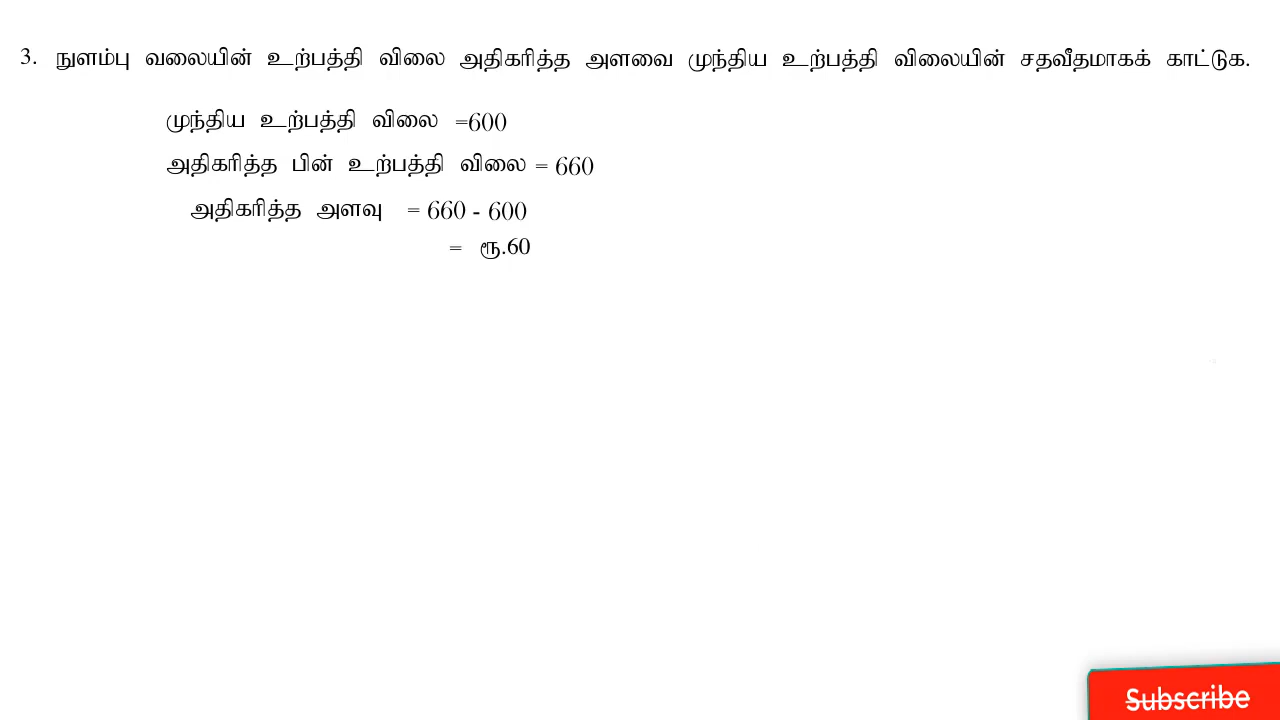 3. நுளம்பு வலையின் உற்பத்தி விலை அதிகரித்த அளவை முந்திய உற்பத்தி விலையின் சதவீதமாகக் காட்டுக.
முந்திய உற்பத்தி விலை =600
அதிகரித்த பின் உற்பத்தி விலை = 660
அதிகரித்த அளவு = 660 - 600
= ரூ.60
Subscribe